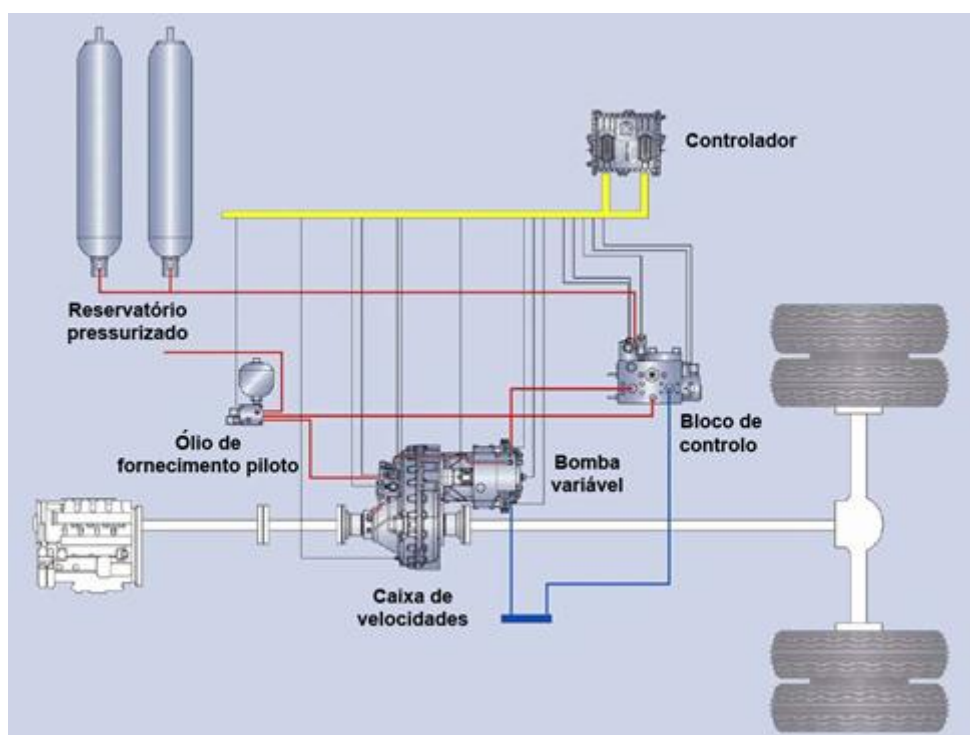 Controlador
Reservatório
pressurizado
Ólio de
fornecimento piloto
Bomba
variável
Bloco de
controlo
Caixa de
velocidades